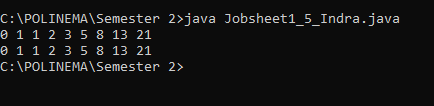 C:\POLINEMA\Semester 2>java Jobsheet1_5_Indra.java
0 1 1 2 3 5 8 13 21
0 1 1 2 3 5 8 13 21
C:\POLINEMA\Semester 2>